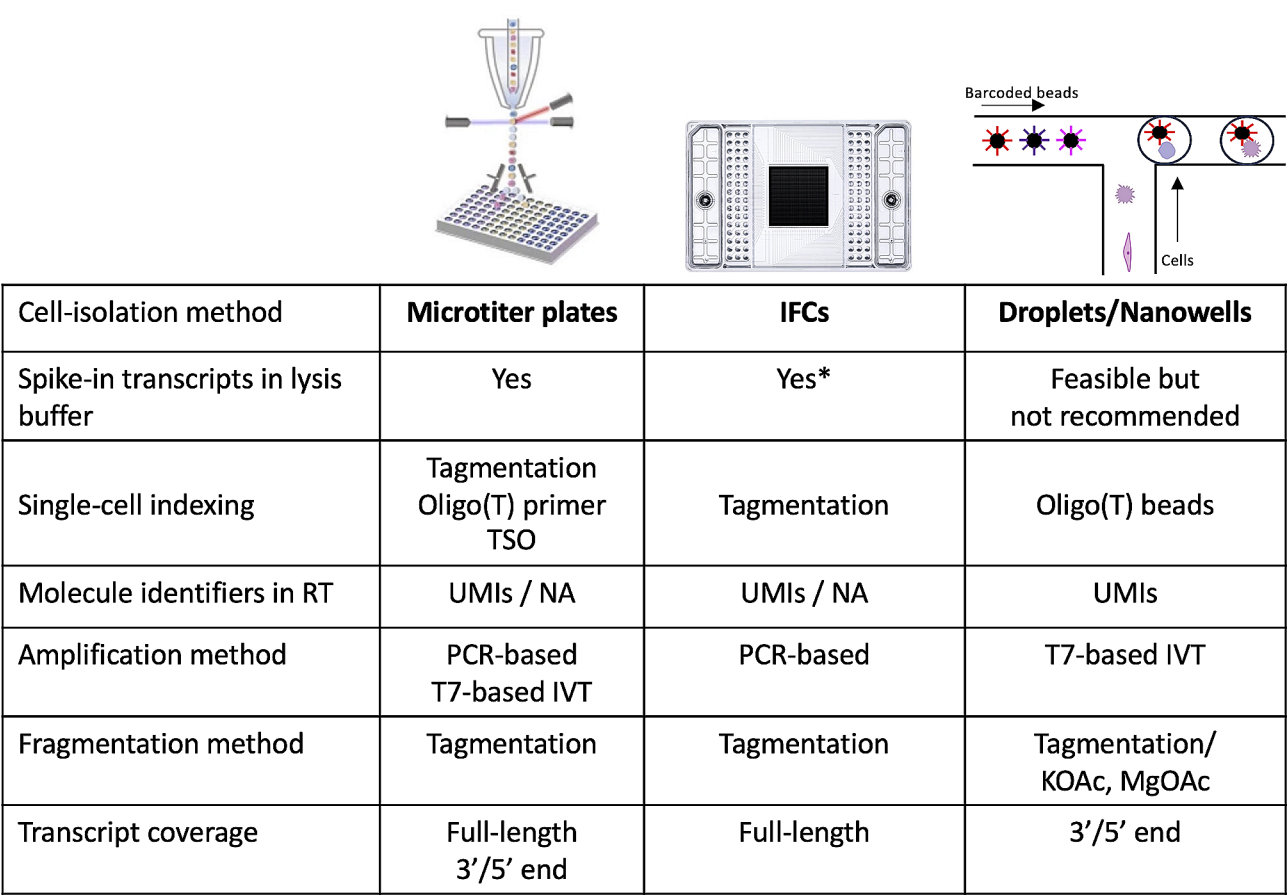 Barcoded beads
Cells
Cell-isolation method
Microtiter plates
IFCs
Droplets/Nanowells
Spike-in transcripts in lysis
buffer
Yes
Yes*
Feasible but
not recommended
Single-cell indexing
Tagmentation
Oligo(T) primer
TSO
Tagmentation
Oligo(T) beads
Molecule identifiers in RT
UMIs / NA
UMIs / NA
UMIs
Amplification method
PCR-based
T7-based IVT
PCR-based
T7-based IVT
Fragmentation method
Tagmentation
Tagmentation
Tagmentation/
KOAc, MgOAc
Transcript coverage
Full-length
3’/5’ end
Full-length
3’/5’ end